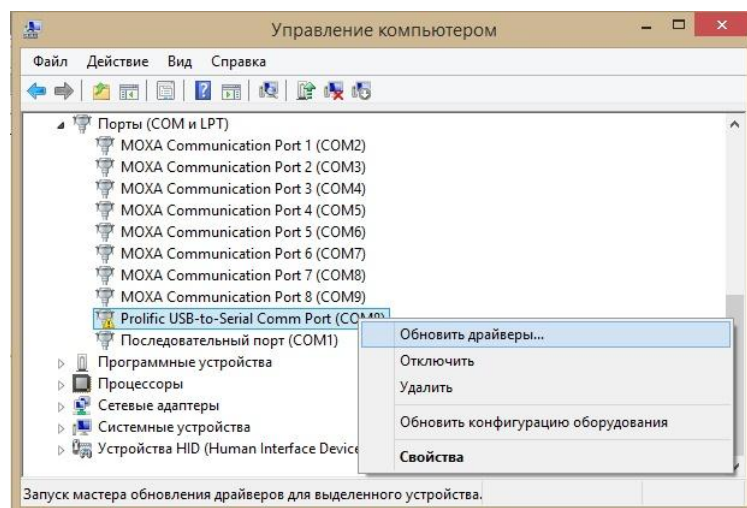 Управление компьютером
Файл Действие Вид Справка
Порты (COM и LPT)
MOXA Communication Port 1 (COM2)
MOXA Communication Port 2 (COM3)
MOXA Communication Port 3 (COM4)
MOXA Communication Port 4 (COM5)
MOXA Communication Port 5 (COM6)
MOXA Communication Port 6 (COM7)
MOXA Communication Port 7 (COM8)
MOXA Communication Port 8 (COM9)
Prolific USB-to-Serial Comm Port
Последовательный порт (COM1)
Программные устройства
Процессоры
Сетевые адаптеры
Системные устройства
Устройства HID (Human Interface Device
Обновить драйверы...
Отключить
Удалить
Обновить конфигурацию оборудования
Свойства
Запуск мастера обновления драйверов для выделенного устройства.